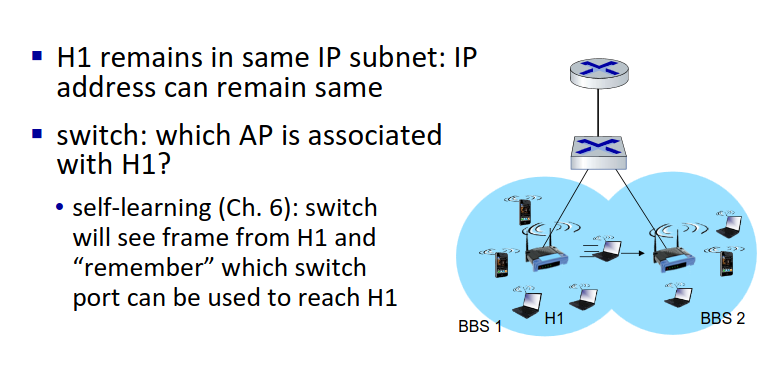 ▪ H1 remains in same IP subnet: IP
address can remain same
▪ switch: which AP is associated
with H1?
• self-learning (Ch. 6): switch
will see frame from H1 and
“remember” which switch
port can be used to reach H1
BBS 1
H1
BBS 2